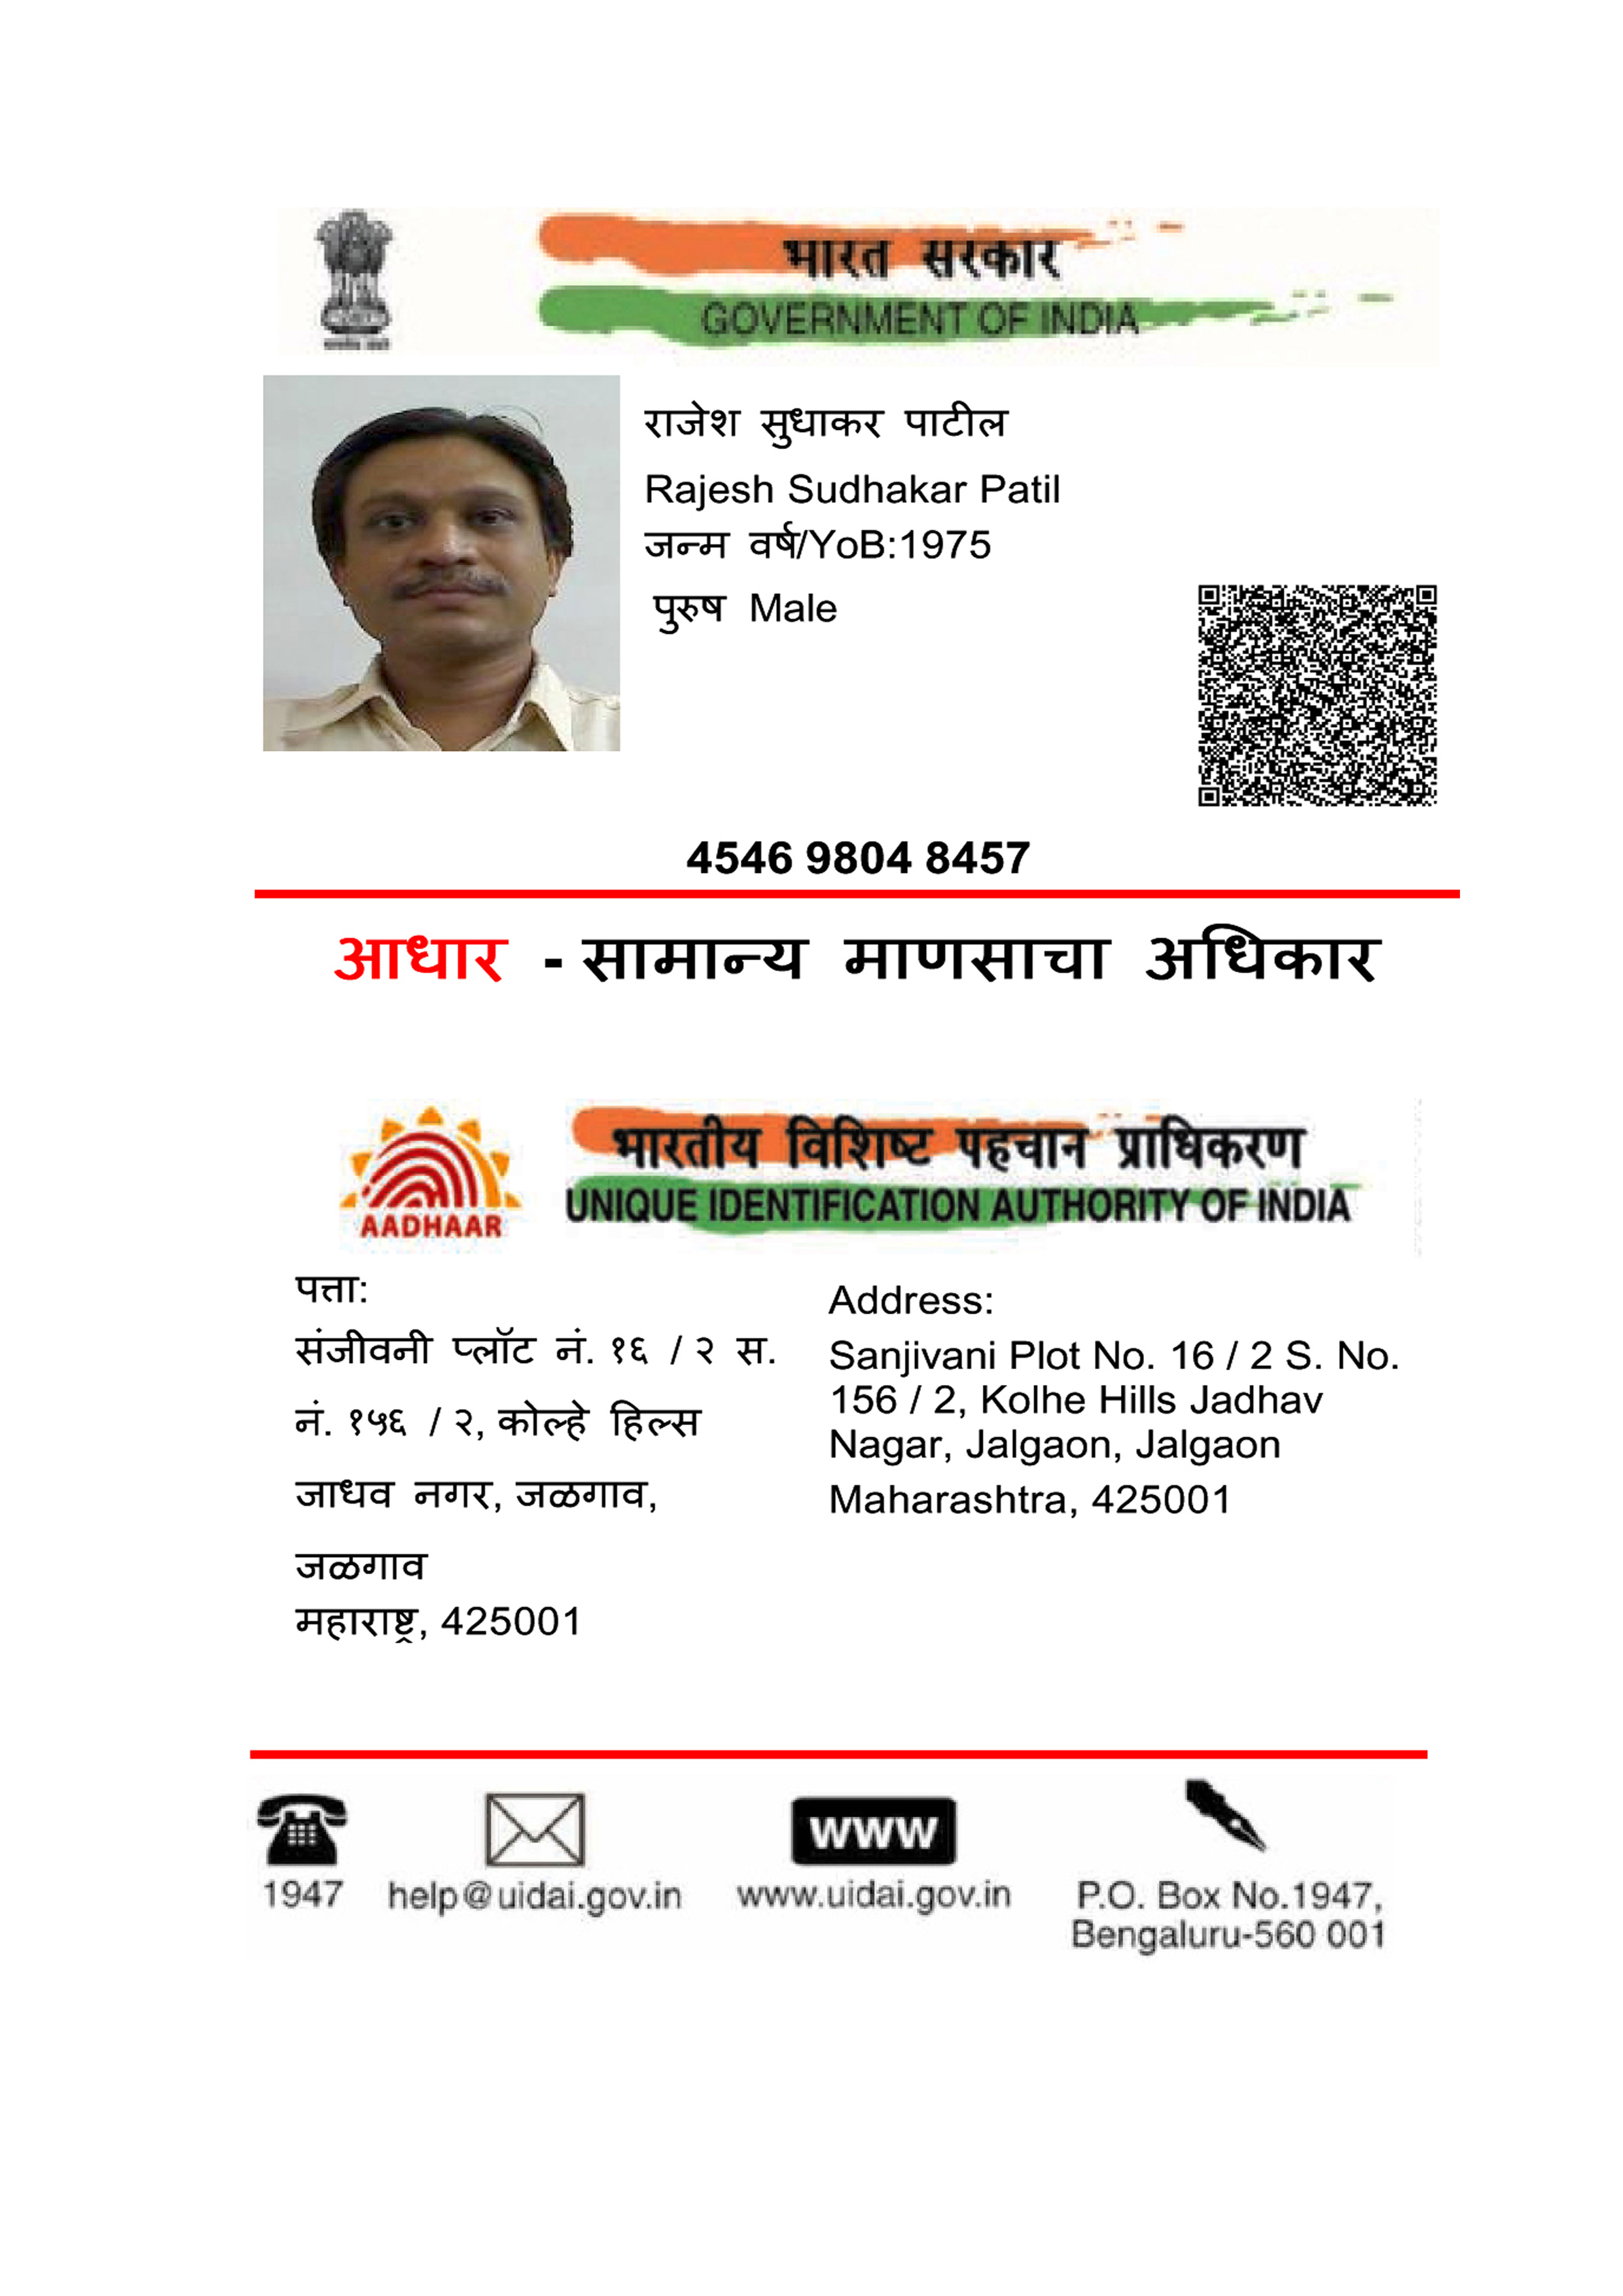 भारत सरकार
GOVERNMENT OF INDIA
राजेश सुधाकर पाटील
Rajesh Sudhakar Patil
जन्म वर्ष/YoB:1975
पुरुष Male
4546 9804 8457
आधार - सामान्य माणसाचा अधिकार
भारतीय विशिष्ट पहचान प्राधिकरण
UNIQUE IDENTIFICATION AUTHORITY OF INDIA
AADHAAR
पत्ता:
संजीवनी प्लॉट नं. १६ / २ स.
नं. १५६ / २, कोल्हे हिल्स
जाधव नगर, जळगाव,
जळगाव
महाराष्ट्र, 425001
Address:
Sanjivani Plot No. 16 / 2 S. No.
156 / 2, Kolhe Hills Jadhav
Nagar, Jalgaon, Jalgaon
Maharashtra, 425001
1947
help@uidai.gov.in
www
www.uidai.gov.in
P.O. Box No.1947,
Bengaluru-560 001